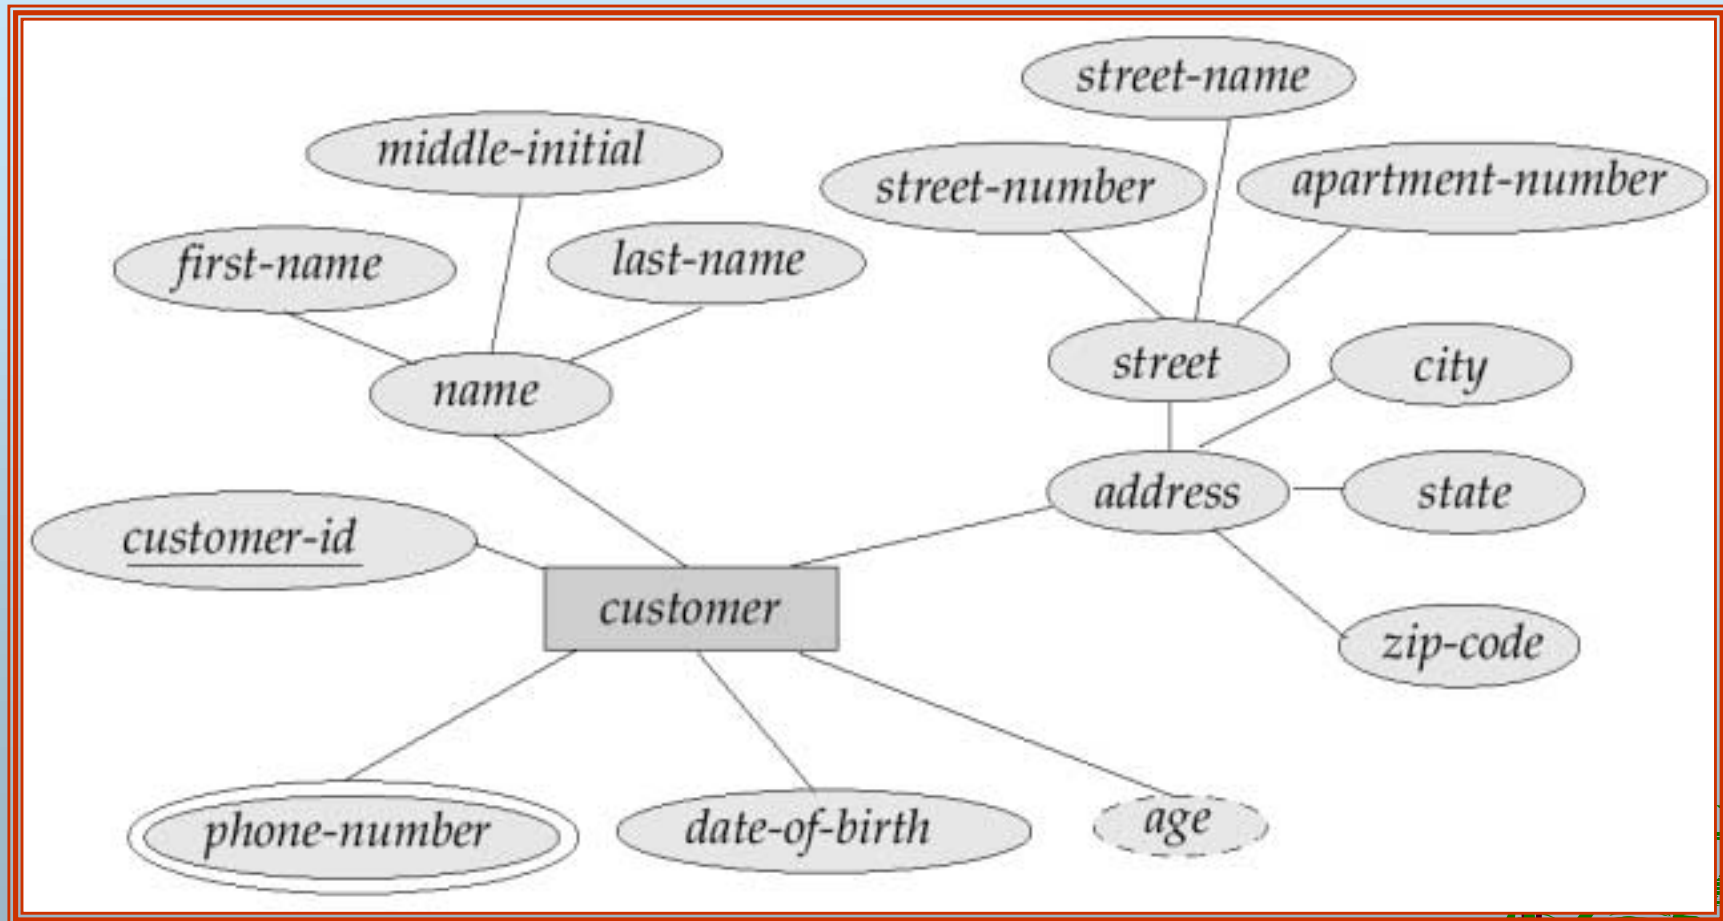 street-name
middle-initial
street-number
apartment-number
first-name
last-name
street
city
name
address
state
customer-id
customer
zip-code
phone-number
date-of-birth
age